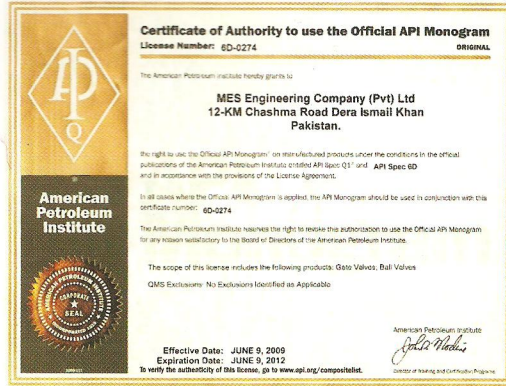 Certificate of Authority to use the Official API Monogram
License Number: 6D-0274 ORIGINAL
The American Petroleum Institute hereby grants to
MES Engineering Company (Pvt) Ltd
12-KM Chashma Road Dera Ismail Khan
Pakistan.
the right to use the Official API Monogram® on manufactured products under the conditions in the official
publications of the American Petroleum Institute entitled API Spec Q1® and API Spec 6D
and in accordance with the provisions of the License Agreement.
In all cases where the Official API Monogram is applied, the API Monogram should be used in conjunction with this
certificate number: 6D-0274
The American Petroleum Institute reserves the right to revoke this authorization to use the Official API Monogram
for any reason satisfactory to the Board of Directors of the American Petroleum Institute.
The scope of this license includes the following products: Gate Valves; Ball Valves
QMS Exclusions: No Exclusions Identified as Applicable
American Petroleum Institute
Effective Date: JUNE 9, 2009
Expiration Date: JUNE 9, 2012
To verify the authenticity of this license, go to www.api.org/compositelist.
Director of Training and Certification Programs
API
Q
American
Petroleum
Institute
AMERICAN PETROLEUM INSTITUTE
CORPORATE
SEAL